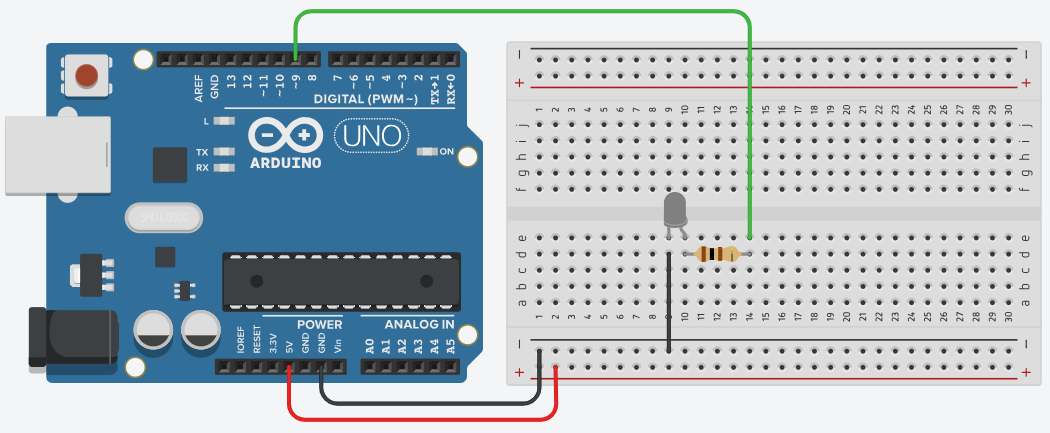 AREF
GND
13
12
~11
~10
~9
8
7
~6
~5
4
~3
2
TX→1
RX←0
DIGITAL (PWM~)
L
TX
RX
ARDUINO
UNO
ON
IOREF
RESET
3.3V
5V
GND
GND
Vin
POWER
ANALOG IN
A0
A1
A2
A3
A4
A5
− −
+ +
1 2 3 4 5 6 7 8 9 10 11 12 13 14 15 16 17 18 19 20 21 22 23 24 25 26 27 28 29 30
j j
i i
h h
g g
f f
e e
d d
c c
b b
a a
1 2 3 4 5 6 7 8 9 10 11 12 13 14 15 16 17 18 19 20 21 22 23 24 25 26 27 28 29 30
− −
+ +